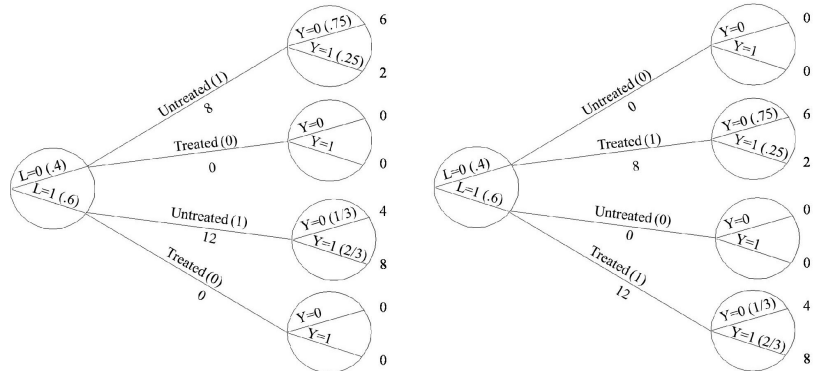 Y=0 (.75)
6
Y=1 (.25)
2
Untreated (1)
8
Y=0
0
Y=1
0
Treated (0)
0
L=0 (.4)
L=1 (.6)
Untreated (1)
12
Y=0 (1/3)
4
Y=1 (2/3)
8
Treated (0)
0
Y=0
0
Y=1
0
Y=0
0
Y=1
0
Untreated (0)
0
Y=0 (.75)
6
Y=1 (.25)
2
Treated (1)
8
L=0 (.4)
L=1 (.6)
Untreated (0)
0
Y=0
0
Y=1
0
Treated (1)
12
Y=0 (1/3)
4
Y=1 (2/3)
8